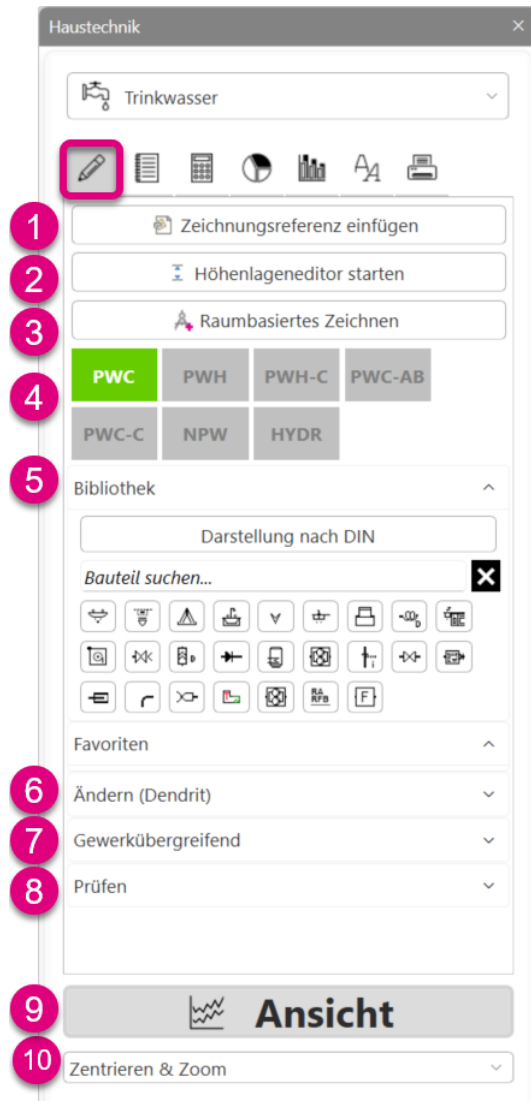 Haustechnik
Trinkwasser
1 Zeichnungsreferenz einfügen
2 Höhenlageneditor starten
3 Raumbasiertes Zeichnen
4 PWC PWH PWH-C PWC-AB
PWC-C NPW HYDR
5 Bibliothek
Darstellung nach DIN
Bauteil suchen...
RA
RFB
F
Favoriten
6 Ändern (Dendrit)
7 Gewerkübergreifend
8 Prüfen
9 Ansicht
10 Zentrieren & Zoom